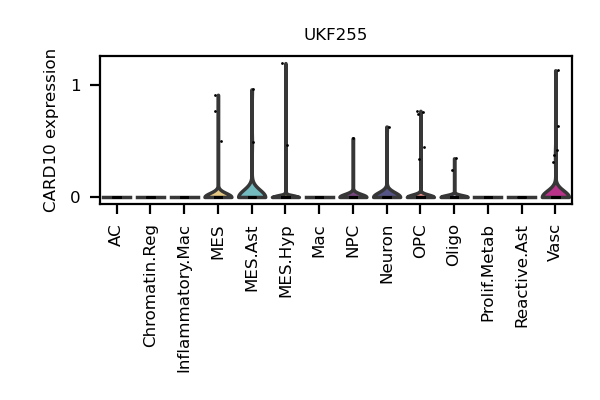 UKF255
CARD10 expression
1
0
AC
Chromatin.Reg
Inflammatory.Mac
MES
MES.Ast
MES.Hyp
Mac
NPC
Neuron
OPC
Oligo
Prolif.Metab
Reactive.Ast
Vasc